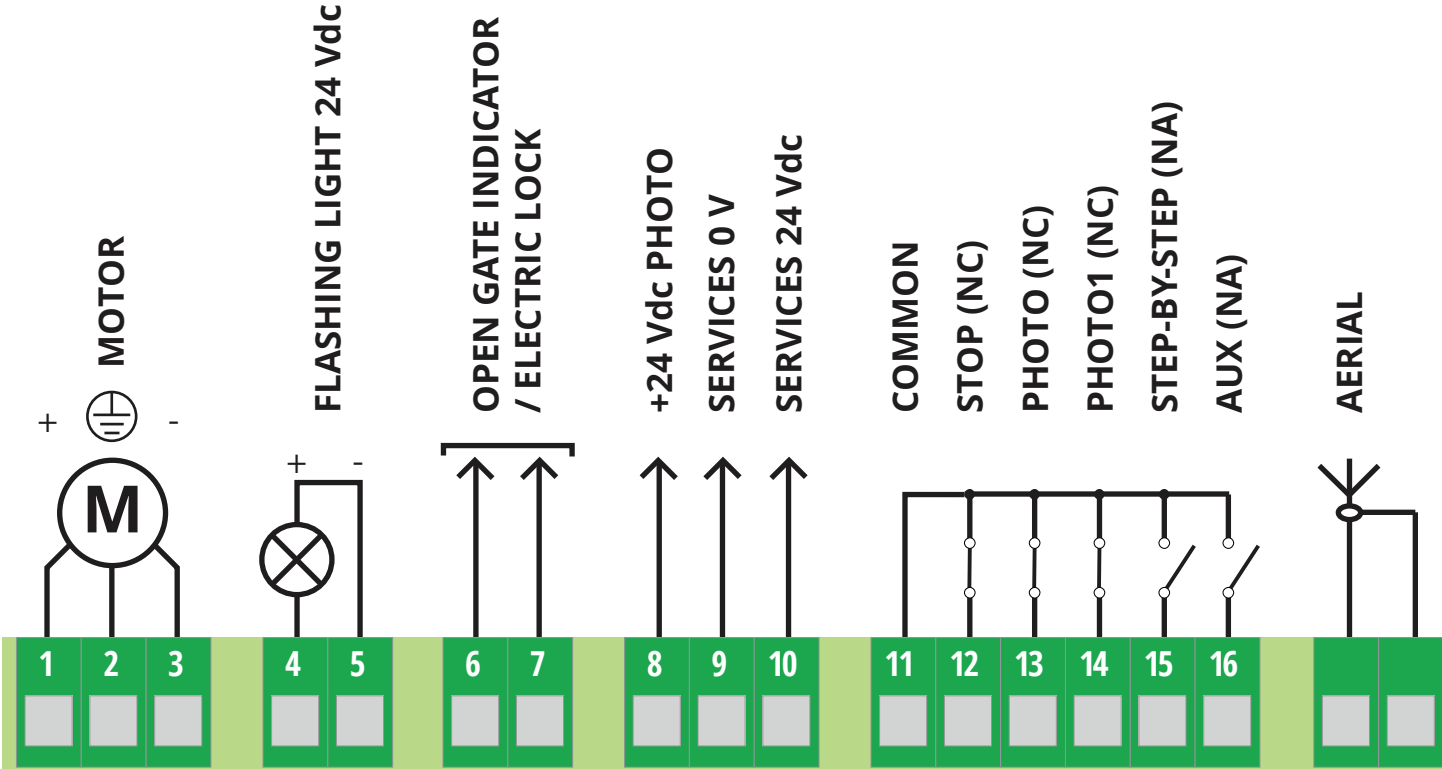 MOTOR
FLASHING LIGHT 24 Vdc
OPEN GATE INDICATOR
/ ELECTRIC LOCK
+24 Vdc PHOTO
SERVICES 0 V
SERVICES 24 Vdc
COMMON
STOP (NC)
PHOTO (NC)
PHOTO1 (NC)
STEP-BY-STEP (NA)
AUX (NA)
AERIAL
+ -
+ -
M
1 2 3 4 5 6 7 8 9 10 11 12 13 14 15 16